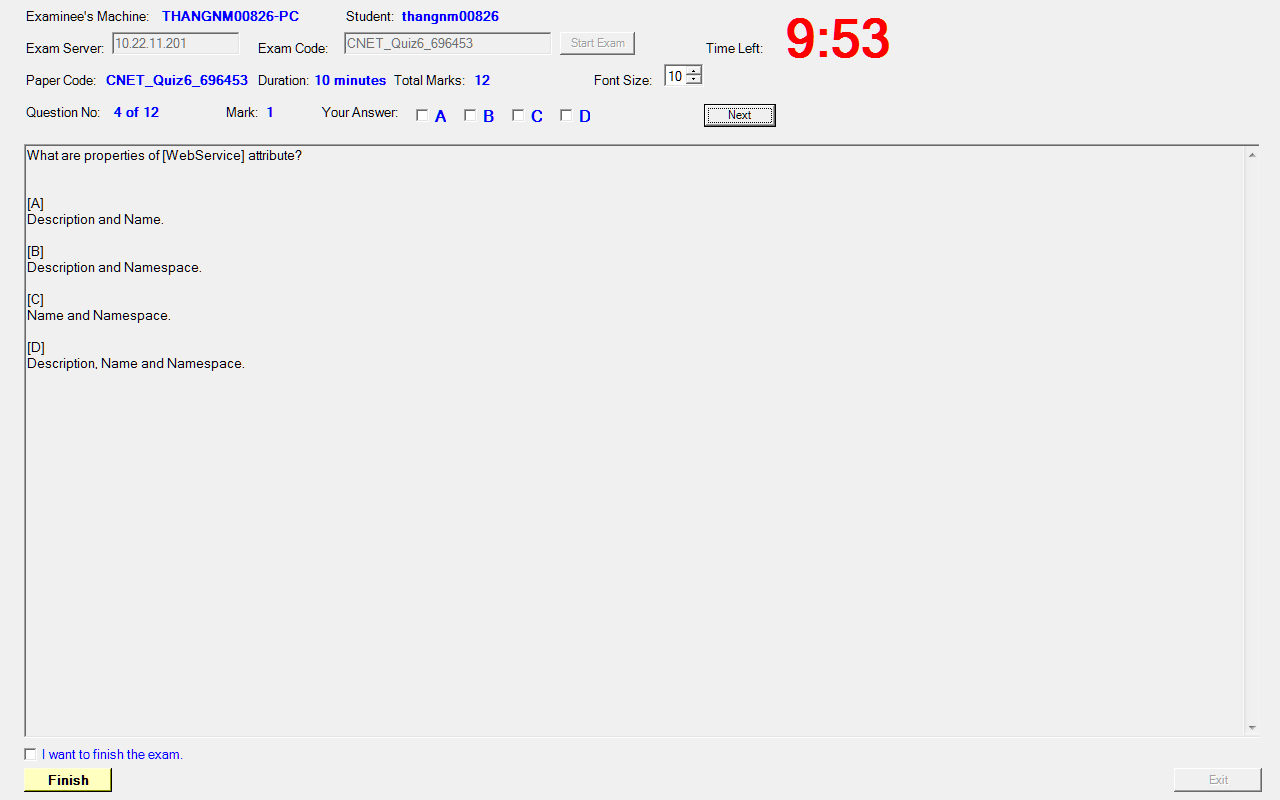 Examinee's Machine: THANGNM00826-PC Student: thangnm00826
Exam Server: 10.22.11.201 Exam Code: CNET_Quiz6_696453 Start Exam Time Left: 9:53
Paper Code: CNET_Quiz6_696453 Duration: 10 minutes Total Marks: 12 Font Size: 10
Question No: 4 of 12 Mark: 1 Your Answer: A B C D Next
What are properties of [WebService] attribute?
[A]
Description and Name.
[B]
Description and Namespace.
[C]
Name and Namespace.
[D]
Description, Name and Namespace.
I want to finish the exam.
Finish Exit